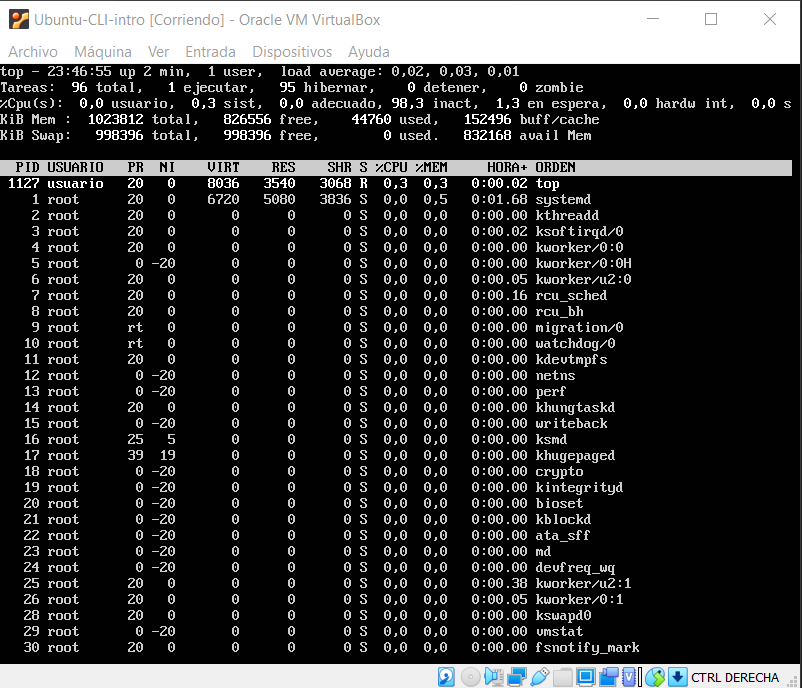 Ubuntu-CLI-intro [Corriendo] - Oracle VM VirtualBox
Archivo Máquina Ver Entrada Dispositivos Ayuda
top - 23:46:55 up 2 min, 1 user, load average: 0,02, 0,03, 0,01
Tareas: 96 total, 1 ejecutar, 95 hibernar, 0 detener, 0 zombie
%Cpu(s): 0,0 usuario, 0,3 sist, 0,0 adecuado, 98,3 inact, 1,3 en espera, 0,0 hardw int, 0,0 s
KiB Mem : 1023812 total, 826556 free, 44760 used, 152496 buff/cache
KiB Swap: 998396 total, 998396 free, 0 used. 832168 avail Mem
PID USUARIO PR NI VIRT RES SHR S %CPU %MEM HORA+ ORDEN
1127 usuario 20 0 8036 3540 3068 R 0,3 0,3 0:00.02 top
1 root 20 0 6720 5080 3836 S 0,0 0,5 0:01.68 systemd
2 root 20 0 0 0 0 S 0,0 0,0 0:00.00 kthreadd
3 root 20 0 0 0 0 S 0,0 0,0 0:00.02 ksoftirqd/0
4 root 20 0 0 0 0 S 0,0 0,0 0:00.00 kworker/0:0
5 root 0 -20 0 0 0 S 0,0 0,0 0:00.00 kworker/0:0H
6 root 20 0 0 0 0 S 0,0 0,0 0:00.05 kworker/u2:0
7 root 20 0 0 0 0 S 0,0 0,0 0:00.16 rcu_sched
8 root 20 0 0 0 0 S 0,0 0,0 0:00.00 rcu_bh
9 root rt 0 0 0 0 S 0,0 0,0 0:00.00 migration/0
10 root rt 0 0 0 0 S 0,0 0,0 0:00.00 watchdog/0
11 root 20 0 0 0 0 S 0,0 0,0 0:00.00 kdevtmpfs
12 root 0 -20 0 0 0 S 0,0 0,0 0:00.00 netns
13 root 0 -20 0 0 0 S 0,0 0,0 0:00.00 perf
14 root 20 0 0 0 0 S 0,0 0,0 0:00.00 khungtaskd
15 root 0 -20 0 0 0 S 0,0 0,0 0:00.00 writeback
16 root 25 5 0 0 0 S 0,0 0,0 0:00.00 ksmd
17 root 39 19 0 0 0 S 0,0 0,0 0:00.00 khugepaged
18 root 0 -20 0 0 0 S 0,0 0,0 0:00.00 crypto
19 root 0 -20 0 0 0 S 0,0 0,0 0:00.00 kintegrityd
20 root 0 -20 0 0 0 S 0,0 0,0 0:00.00 bioset
21 root 0 -20 0 0 0 S 0,0 0,0 0:00.00 kblockd
22 root 0 -20 0 0 0 S 0,0 0,0 0:00.00 ata_sff
23 root 0 -20 0 0 0 S 0,0 0,0 0:00.00 md
24 root 0 -20 0 0 0 S 0,0 0,0 0:00.00 devfreq_wq
25 root 20 0 0 0 0 S 0,0 0,0 0:00.38 kworker/u2:1
26 root 20 0 0 0 0 S 0,0 0,0 0:00.05 kworker/0:1
28 root 20 0 0 0 0 S 0,0 0,0 0:00.00 kswapd0
29 root 0 -20 0 0 0 S 0,0 0,0 0:00.00 vmstat
30 root 20 0 0 0 0 S 0,0 0,0 0:00.00 fsnotify_mark
CTRL DERECHA